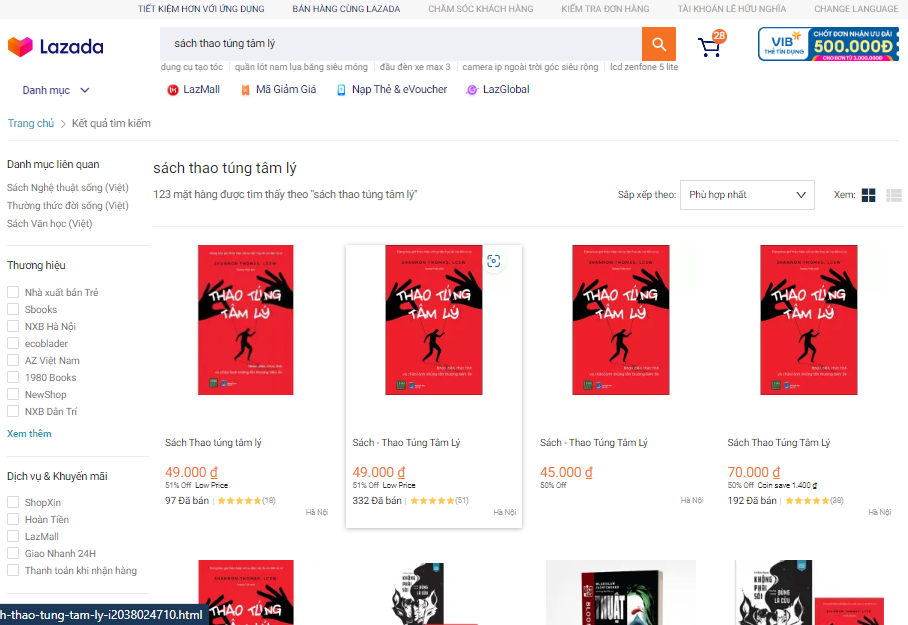 TIẾT KIỆM HƠN VỚI ỨNG DỤNG BÁN HÀNG CÙNG LAZADA CHĂM SÓC KHÁCH HÀNG KIỂM TRA ĐƠN HÀNG TÀI KHOẢN LÊ HỮU NGHĨA CHANGE LANGUAGE
Lazada
sách thao túng tâm lý
28
VIB
THẺ TÍN DỤNG
CHỐT ĐƠN NHẬN ƯU ĐÃI
500.000Đ
CHO ĐƠN TỪ 3.000.000Đ
dụng cụ tạo tóc quần lót nam lụa băng siêu mỏng đầu đèn xe max 3 camera ip ngoài trời góc siêu rộng lcd zenfone 5 lite
Danh mục
LazMall Mã Giảm Giá Nạp Thẻ & eVoucher LazGlobal
Trang chủ > Kết quả tìm kiếm
Danh mục liên quan
Sách Nghệ thuật sống (Việt)
Thường thức đời sống (Việt)
Sách Văn học (Việt)
Thương hiệu
Nhà xuất bản Trẻ
Sbooks
NXB Hà Nội
ecoblader
AZ Việt Nam
1980 Books
NewShop
NXB Dân Trí
Xem thêm
Dịch vụ & Khuyến mãi
ShopXịn
Hoàn Tiền
LazMall
Giao Nhanh 24H
Thanh toán khi nhận hàng
h-thao-tung-tam-ly-i2038024710.html
sách thao túng tâm lý
123 mặt hàng được tìm thấy theo "sách thao túng tâm lý"
Sắp xếp theo: Phù hợp nhất Xem:
SHANNON THOMAS, LCSW
THAO TÚNG
TÂM LÝ
Sách Thao túng tâm lý
49.000 ₫
51% Off Low Price
97 Đã bán (18)
Hà Nội
SHANNON THOMAS, LCSW
THAO TÚNG
TÂM LÝ
Sách - Thao Túng Tâm Lý
49.000 ₫
51% Off Low Price
332 Đã bán (51)
Hà Nội
SHANNON THOMAS, LCSW
THAO TÚNG
TÂM LÝ
Sách - Thao Túng Tâm Lý
45.000 ₫
50% Off
Hà Nội
SHANNON THOMAS, LCSW
THAO TÚNG
TÂM LÝ
Sách Thao Túng Tâm Lý
70.000 ₫
50% Off Coin save 1.400 ₫
192 Đã bán (38)
Hà Nội
SHANNON THOMAS, LCSW
THAO TÚNG
KHÔNG
PHẢI
SÓI
ĐỪNG
LÀ CỪU
THUẬT
KHÔNG
PHẢI
SÓI
ĐỪNG
LÀ CỪU